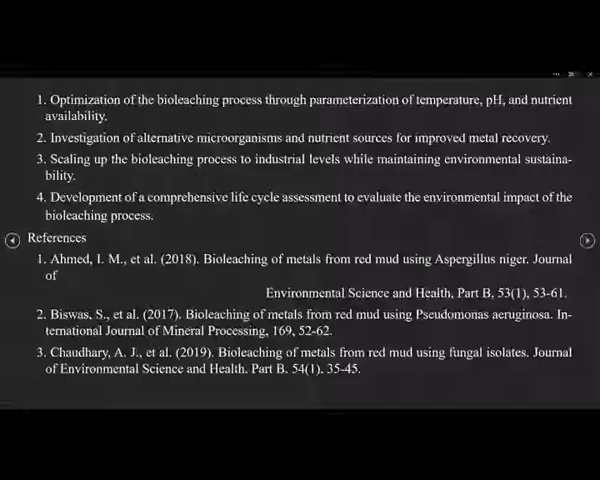 1. Optimization of the bioleaching process through parameterization of temperature, pH, and nutrient
availability.
2. Investigation of alternative microorganisms and nutrient sources for improved metal recovery.
3. Scaling up the bioleaching process to industrial levels while maintaining environmental sustaina-
bility.
4. Development of a comprehensive life cycle assessment to evaluate the environmental impact of the
bioleaching process.
References
1. Ahmed, I. M., et al. (2018). Bioleaching of metals from red mud using Aspergillus niger. Journal
of
Environmental Science and Health, Part B, 53(1), 53-61.
2. Biswas, S., et al. (2017). Bioleaching of metals from red mud using Pseudomonas aeruginosa. In-
ternational Journal of Mineral Processing, 169, 52-62.
3. Chaudhary, A. J., et al. (2019). Bioleaching of metals from red mud using fungal isolates. Journal
of Environmental Science and Health. Part B. 54(1). 35-45.